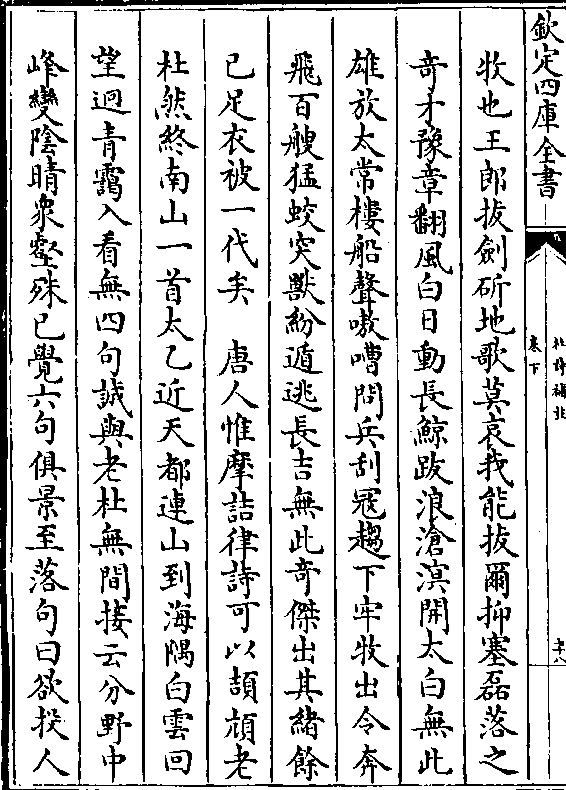 欽定四庫全書
杜詩攟
卷下
牧也王郎拔劍斫地歌莫哀我能拔爾抑塞磊落之
奇才豫章翻風白日動長鯨跋浪滄溟開太白無此
雄放太常樓船聲嗷嘈問兵刮冦趨下牢牧出令奔
飛百艘猛蛟突獸紛遁逃長吉無此竒傑出其緒餘
已足衣被一代矣　唐人惟摩詰律詩可以頡頏老
杜然終南山一首太乙近天都連山到海隅白雲回
望迥青靄入看無四句誠與老杜無間接云分野中
峰變陰晴衆壑殊已覺六句俱景至落句曰欲投人